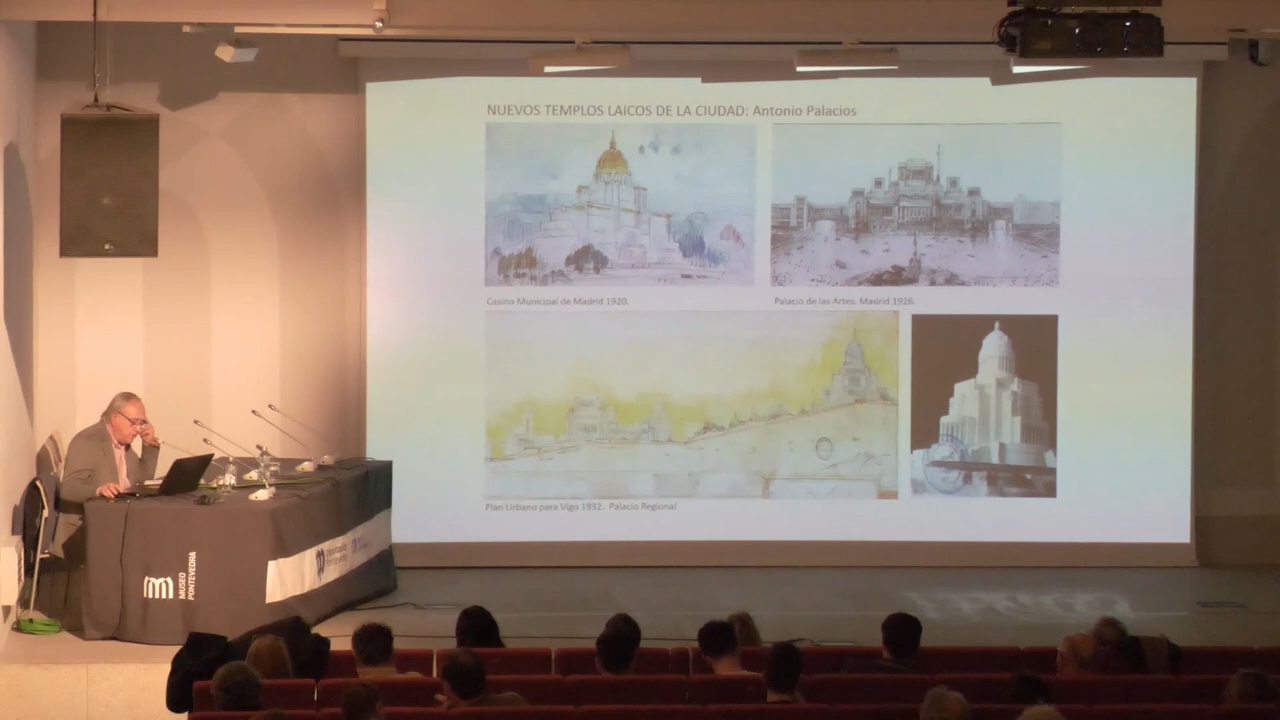 NUEVOS TEMPLOS LAICOS DE LA CIUDAD: Antonio Palacios
Casino Municipal de Madrid 1920.
Palacio de las Artes. Madrid 1926.
Plan Urbano para Vigo 1932. Palacio Regional
MUSEO
PONTEVEDRA